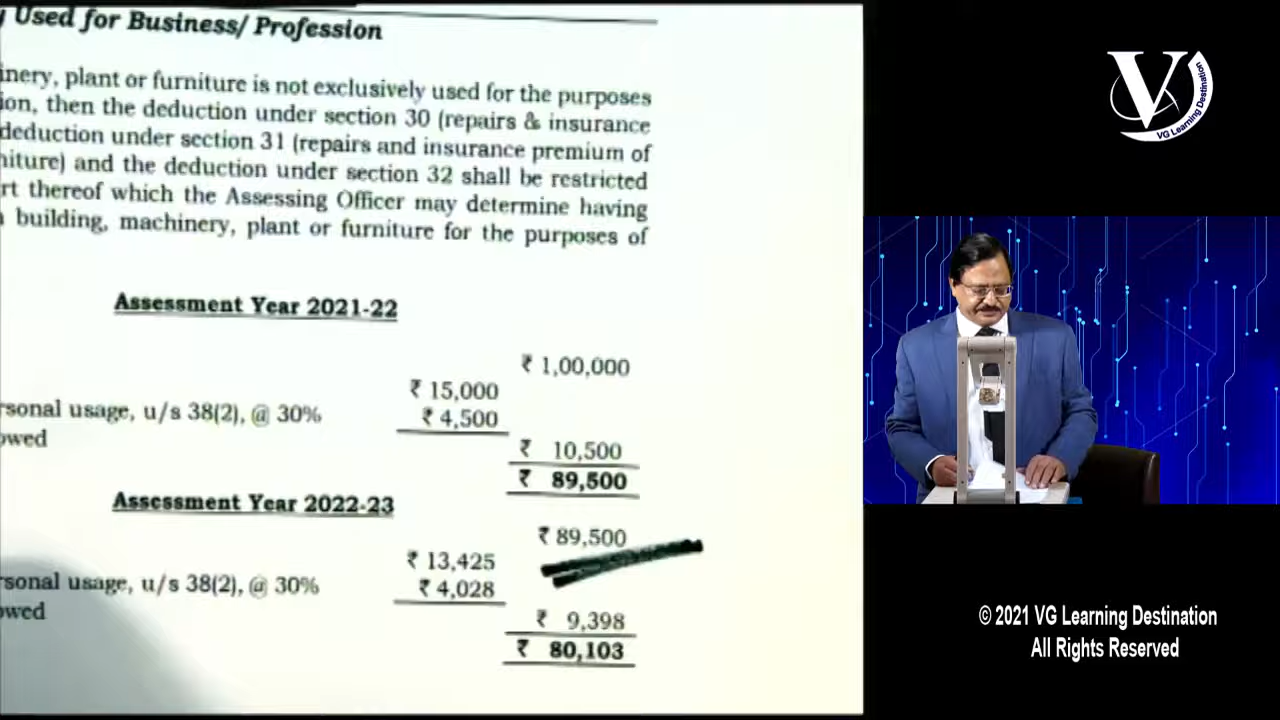 Used for Business/ Profession
inery, plant or furniture is not exclusively used for the purposes
ion, then the deduction under section 30 (repairs & insurance
deduction under section 31 (repairs and insurance premium of
niture) and the deduction under section 32 shall be restricted
rt thereof which the Assessing Officer may determine having
building, machinery, plant or furniture for the purposes of
Assessment Year 2021-22
₹ 1,00,000
₹ 15,000
rsonal usage, u/s 38(2), @ 30% ₹ 4,500
owed
₹ 10,500
₹ 89,500
Assessment Year 2022-23
₹ 89,500
₹ 13,425
rsonal usage, u/s 38(2), @ 30% ₹ 4,028
owed
₹ 9,398
₹ 80,103
V
VG Learning Destination
© 2021 VG Learning Destination
All Rights Reserved